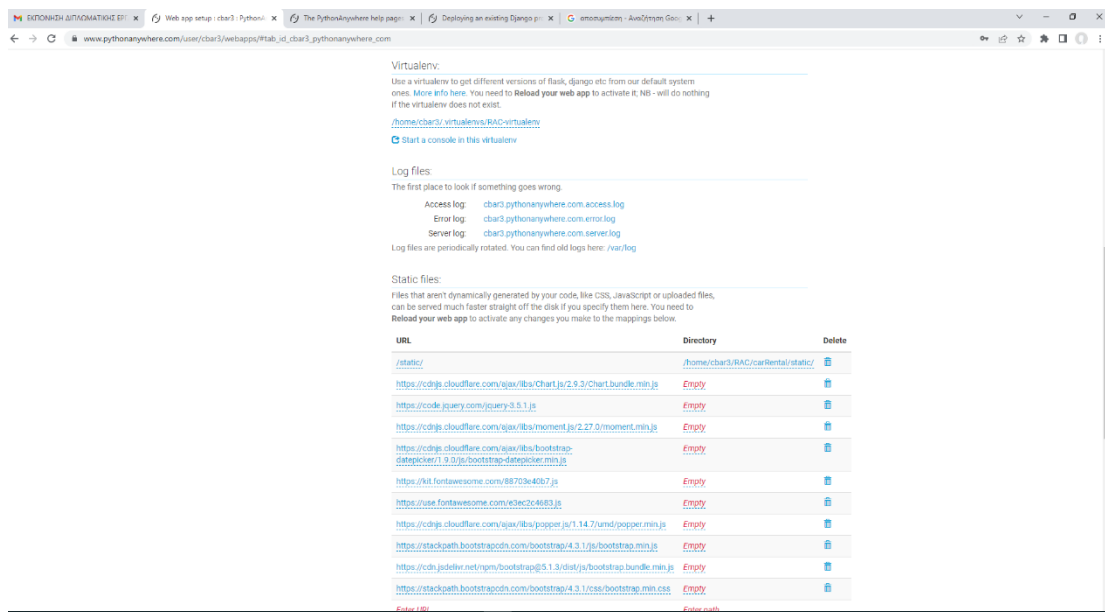 ΕΚΠΟΝΗΣΗ ΔΙΠΛΩΜΑΤΙΚΗΣ ΕΡΓ
Web app setup : cbar3 : PythonA
The PythonAnywhere help pages
Deploying an existing Django pr
αποσυμπίεση - Αναζήτηση Goog
www.pythonanywhere.com/user/cbar3/webapps/#tab_id_cbar3_pythonanywhere_com
Virtualenv:
Use a virtualenv to get different versions of flask, django etc from our default system
ones. More info here. You need to Reload your web app to activate it; NB - will do nothing
if the virtualenv does not exist.
/home/cbar3/.virtualenvs/RAC-virtualenv
Start a console in this virtualenv
Log files:
The first place to look if something goes wrong.
Access log: cbar3.pythonanywhere.com.access.log
Error log: cbar3.pythonanywhere.com.error.log
Server log: cbar3.pythonanywhere.com.server.log
Log files are periodically rotated. You can find old logs here: /var/log
Static files:
Files that aren't dynamically generated by your code, like CSS, JavaScript or uploaded files,
can be served much faster straight off the disk if you specify them here. You need to
Reload your web app to activate any changes you make to the mappings below.
URL Directory Delete
/static/ /home/cbar3/RAC/carRental/static/
https://cdnjs.cloudflare.com/ajax/libs/Chart.js/2.9.3/Chart.bundle.min.js Empty
https://code.jquery.com/jquery-3.5.1.js Empty
https://cdnjs.cloudflare.com/ajax/libs/moment.js/2.27.0/moment.min.js Empty
https://cdnjs.cloudflare.com/ajax/libs/bootstrap- Empty
datepicker/1.9.0/js/bootstrap-datepicker.min.js
https://kit.fontawesome.com/88703e40b7.js Empty
https://use.fontawesome.com/e3ec2c4683.js Empty
https://cdnjs.cloudflare.com/ajax/libs/popper.js/1.14.7/umd/popper.min.js Empty
https://stackpath.bootstrapcdn.com/bootstrap/4.3.1/js/bootstrap.min.js Empty
https://cdn.jsdelivr.net/npm/bootstrap@5.1.3/dist/js/bootstrap.bundle.min.js Empty
https://stackpath.bootstrapcdn.com/bootstrap/4.3.1/css/bootstrap.min.css Empty
Enter URL Enter path